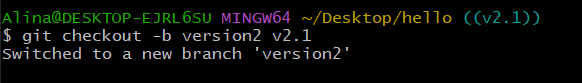 Alina@DESKTOP-EJRL6SU MINGW64 ~/Desktop/hello ((v2.1))
$ git checkout -b version2 v2.1
Switched to a new branch 'version2'